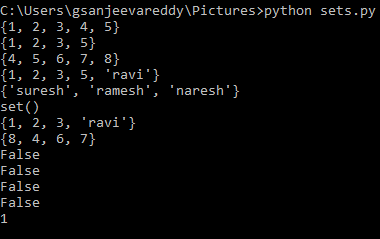 C:\Users\gsanjeevareddy\Pictures>python sets.py
{1, 2, 3, 4, 5}
{1, 2, 3, 5}
{4, 5, 6, 7, 8}
{1, 2, 3, 5, 'ravi'}
{'suresh', 'ramesh', 'naresh'}
set()
{1, 2, 3, 'ravi'}
{8, 4, 6, 7}
False
False
False
False
1